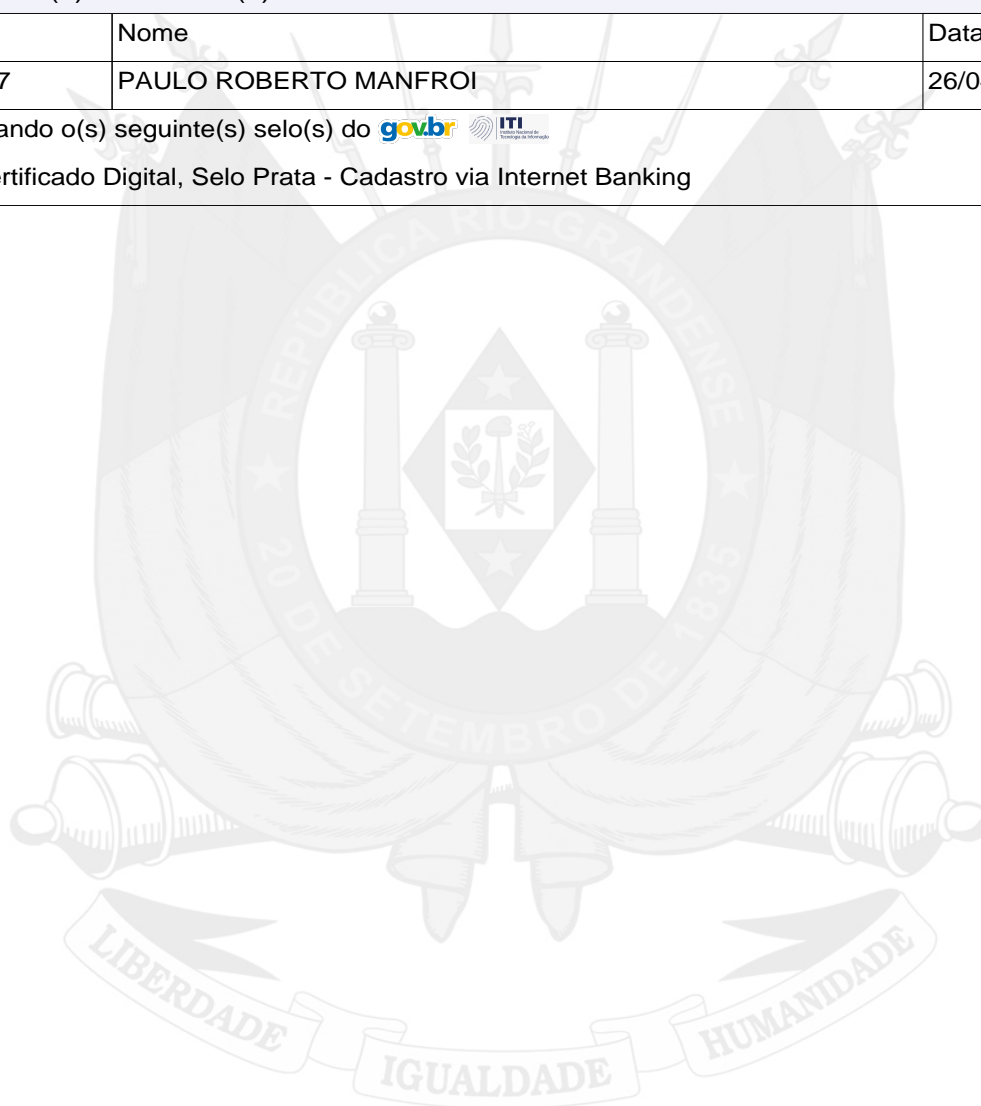 Nome Data
7 PAULO ROBERTO MANFROI 26/0
ando o(s) seguinte(s) selo(s) do gov.br ITI
ertificado Digital, Selo Prata - Cadastro via Internet Banking
REPÚBLICA RIO-GRANDENSE
20 DE SETEMBRO DE 1835
LIBERDADE
IGUALDADE
HUMANIDADE